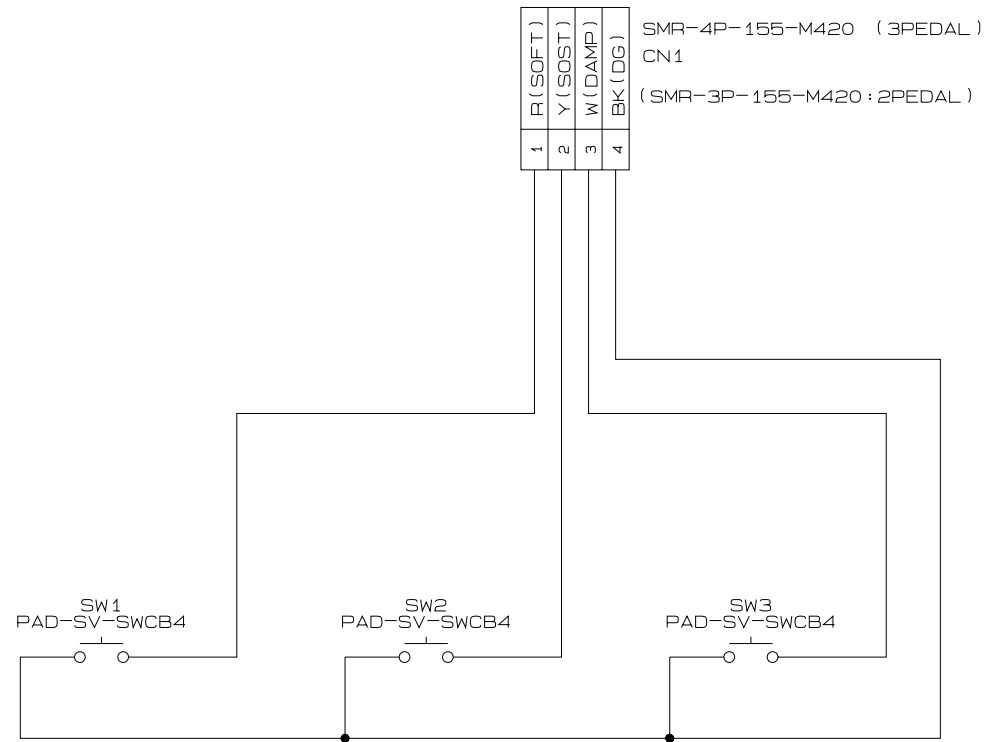 SMR-4P-155-M420 (3PEDAL)
CN1
(SMR-3P-155-M420:2PEDAL)
R(SOFT)
Y(SOST)
W(DAMP)
BK(DG)
1
2
3
4
SW1
PAD-SV-SWCB4
SW2
PAD-SV-SWCB4
SW3
PAD-SV-SWCB4